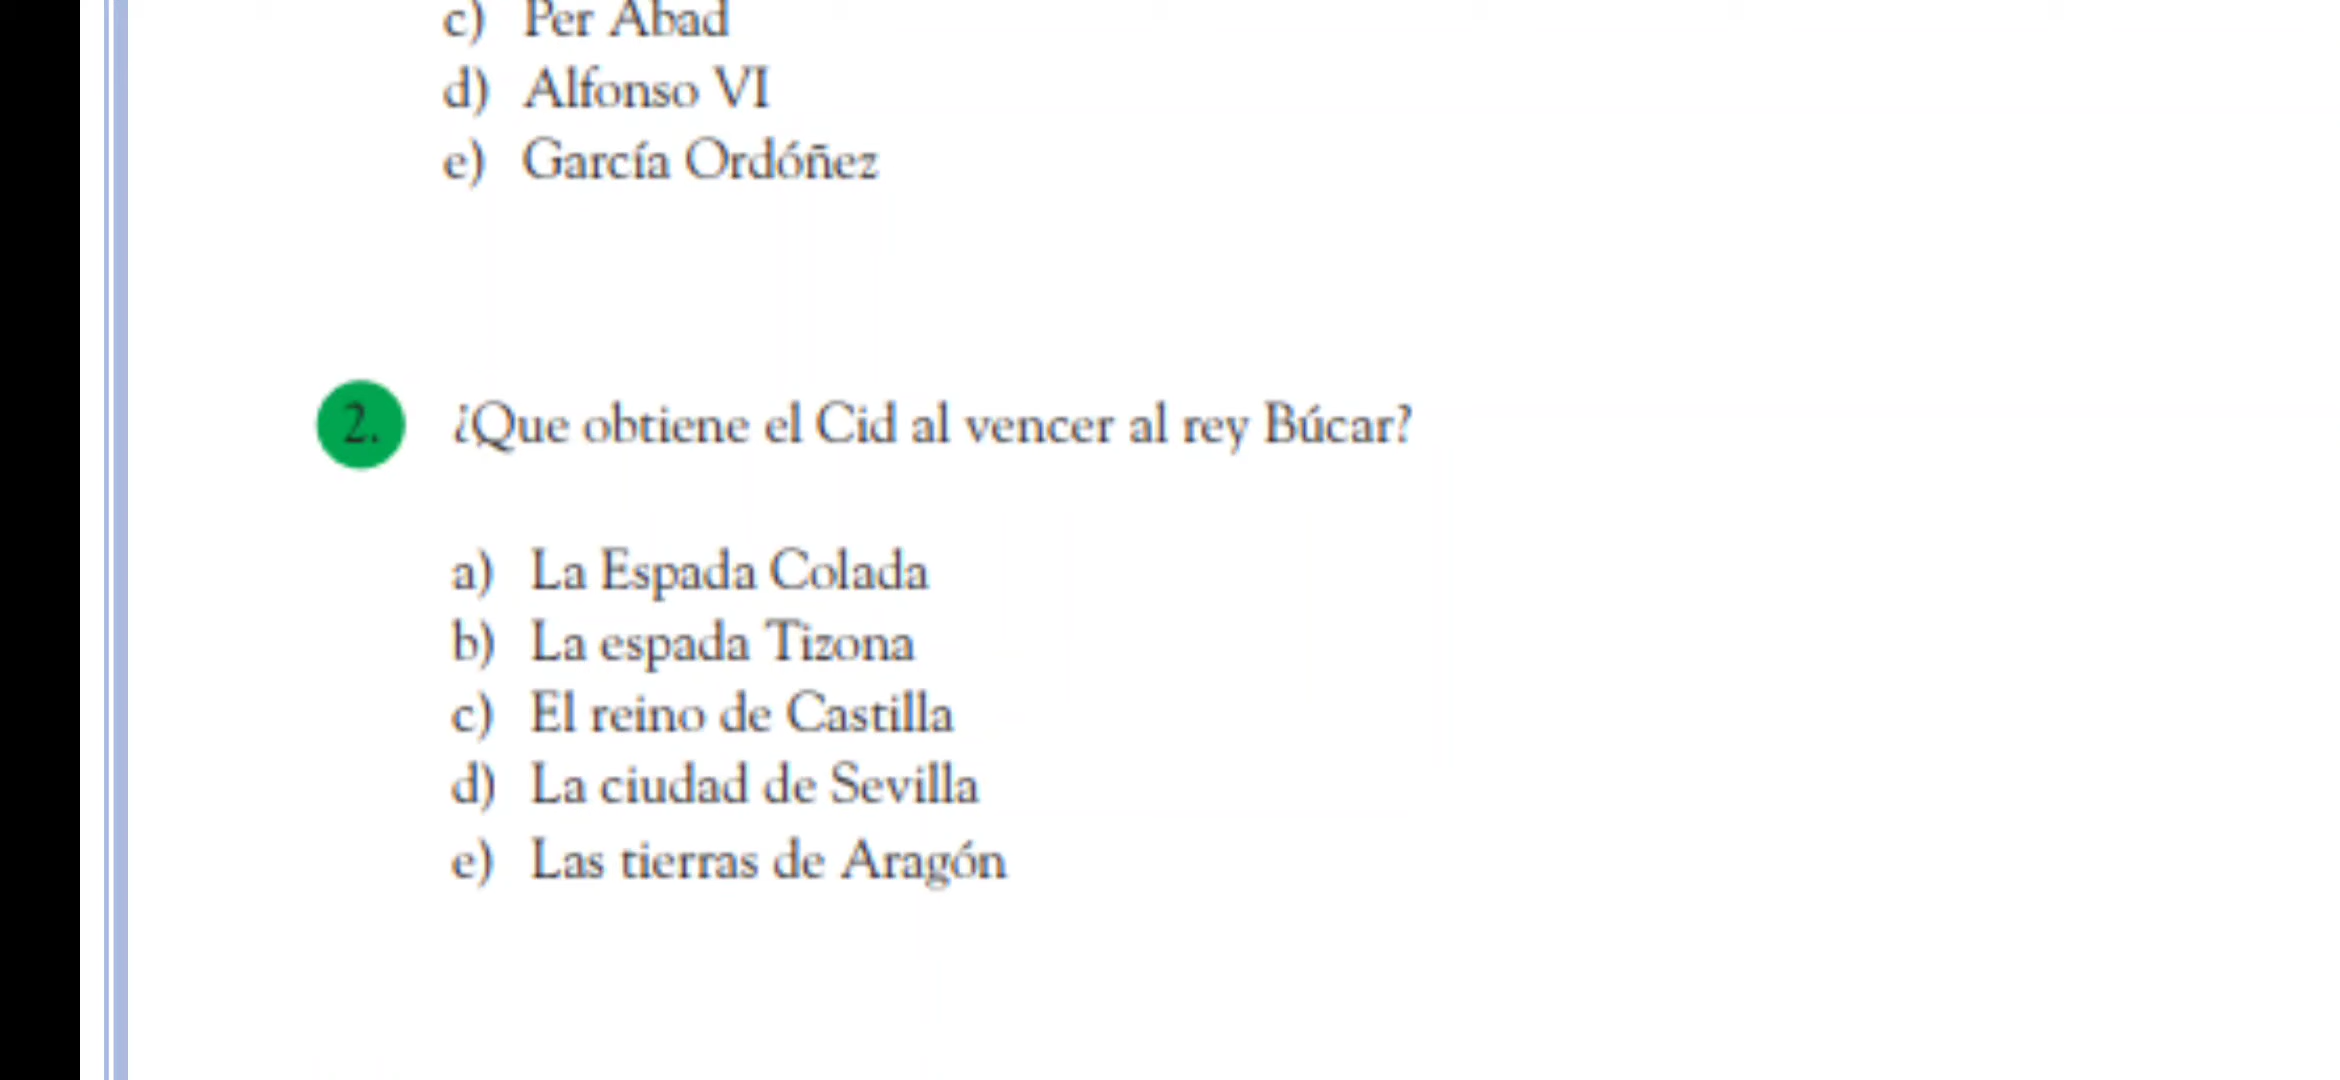 c) Per Abad
d) Alfonso VI
e) García Ordóñez
2. ¿Que obtiene el Cid al vencer al rey Búcar?
a) La Espada Colada
b) La espada Tizona
c) El reino de Castilla
d) La ciudad de Sevilla
e) Las tierras de Aragón